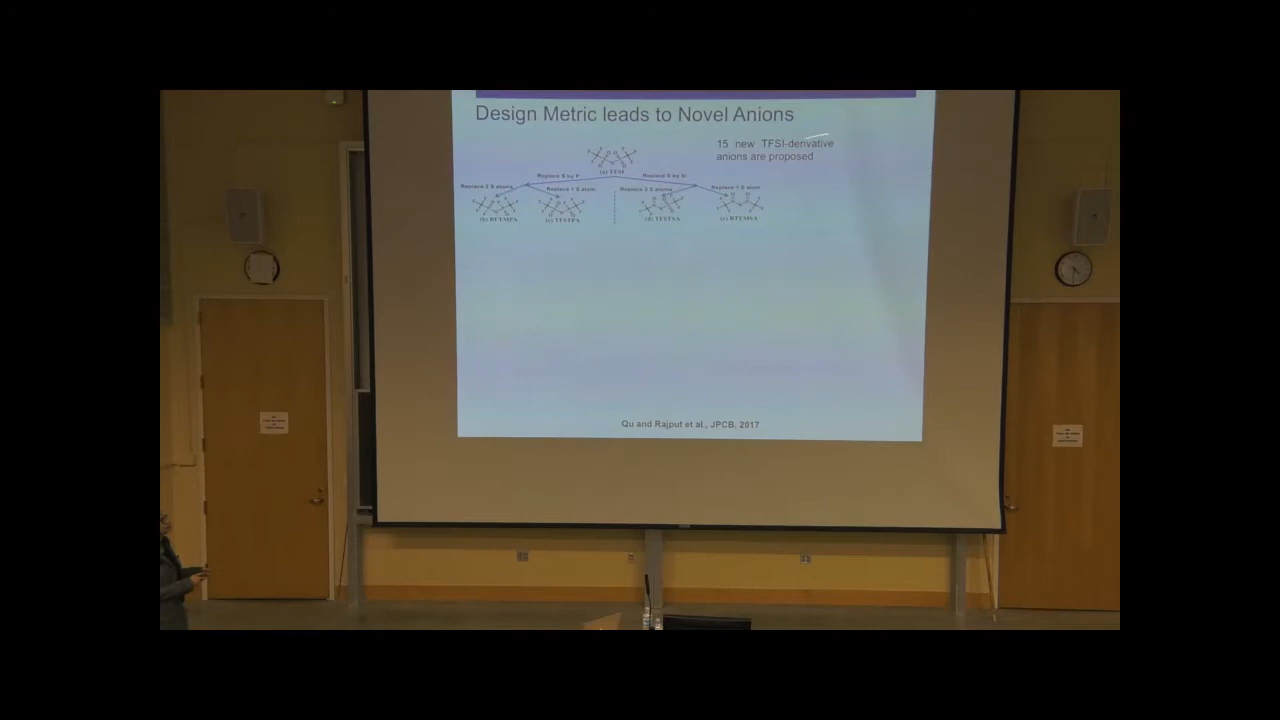 Design Metric leads to Novel Anions
15 new TFSI-derivative
anions are proposed
(a) TFSI
Replace S by P
Replace S by Si
Replace 2 S atoms
Replace 1 S atom
Replace 2 S atoms
Replace 1 S atom
(b) BFTMPA
(c) TFSTPA
(d) TFSTSA
(e) BTFMSA
Qu and Rajput et al., JPCB, 2017